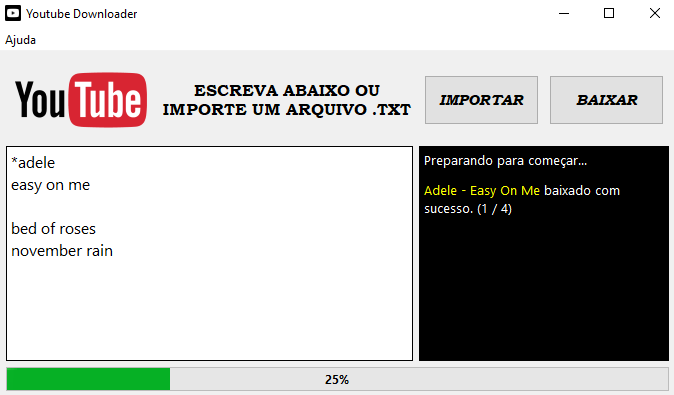 Youtube Downloader
Ajuda
YouTube
ESCREVA ABAIXO OU
IMPORTE UM ARQUIVO .TXT
IMPORTAR
BAIXAR
*adele
easy on me
bed of roses
november rain
Preparando para começar...
Adele - Easy On Me baixado com
sucesso. (1 / 4)
25%